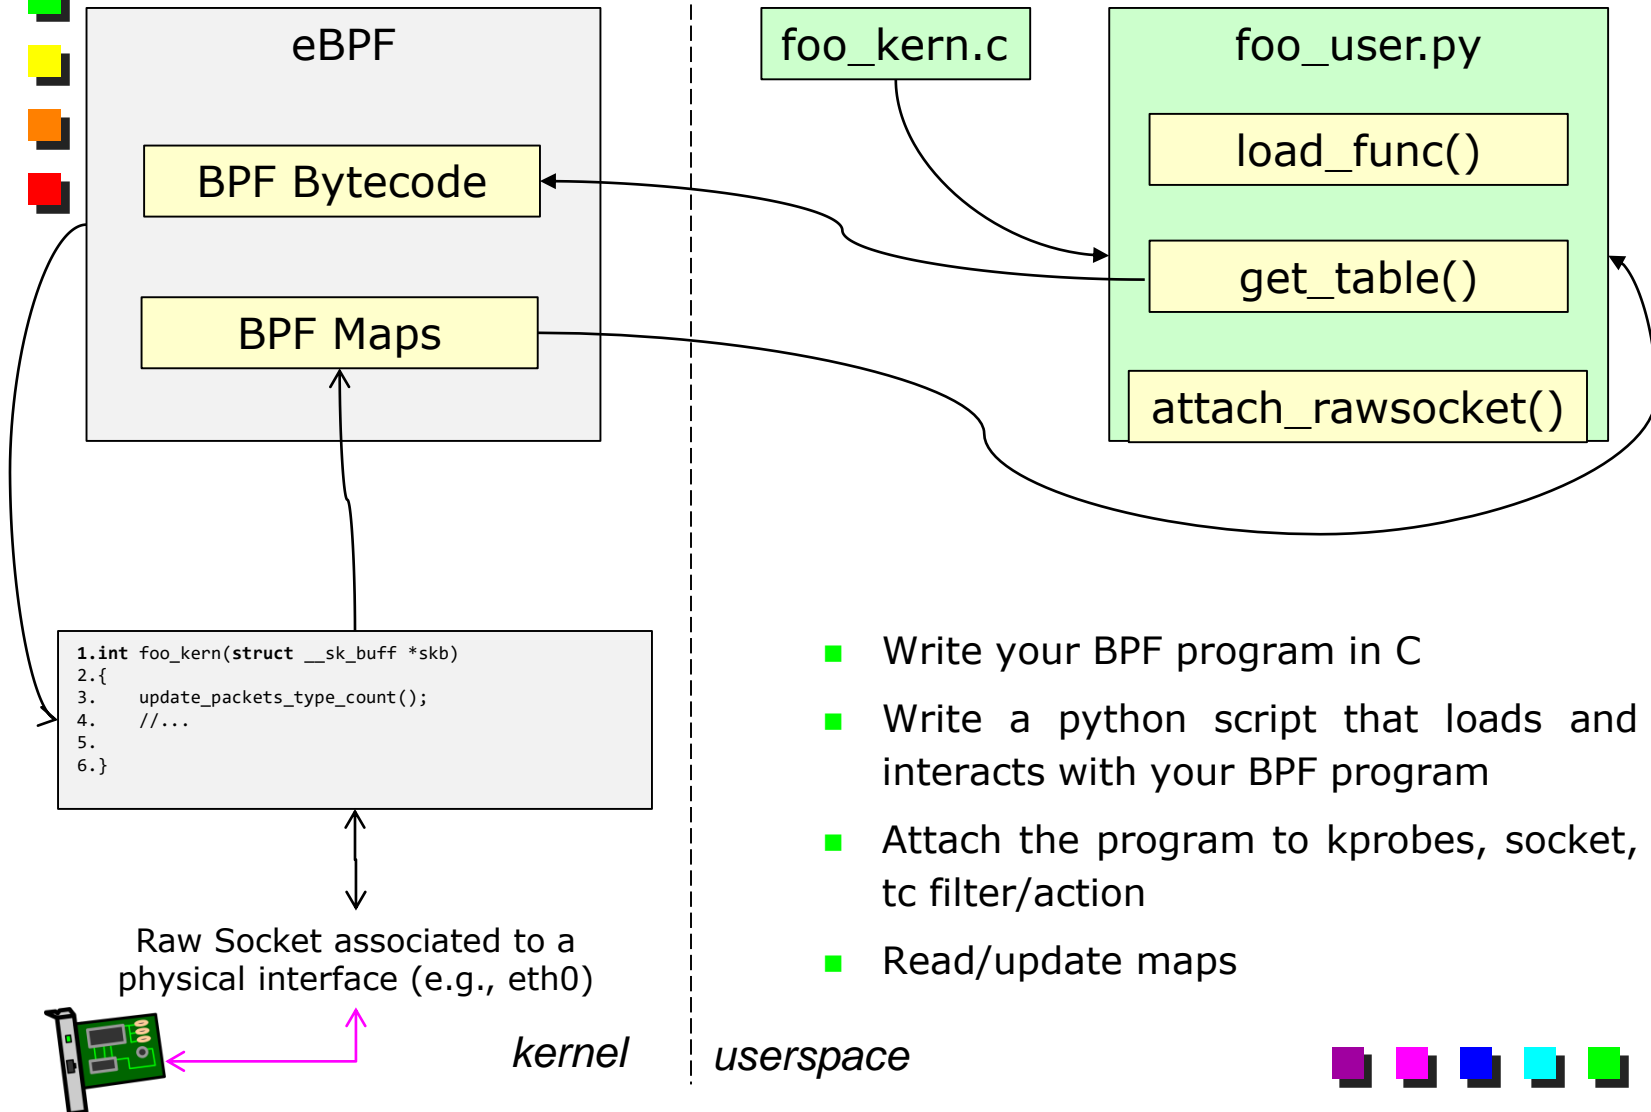 eBPF
BPF Bytecode
BPF Maps
foo_kern.c
foo_user.py
load_func()
get_table()
attach_rawsocket()
1.int foo_kern(struct __sk_buff *skb)
2.{
3.    update_packets_type_count();
4.    //...
5.
6.}
Raw Socket associated to a
physical interface (e.g., eth0)
Write your BPF program in C
Write a python script that loads and
interacts with your BPF program
Attach the program to kprobes, socket,
tc filter/action
Read/update maps
kernel
userspace